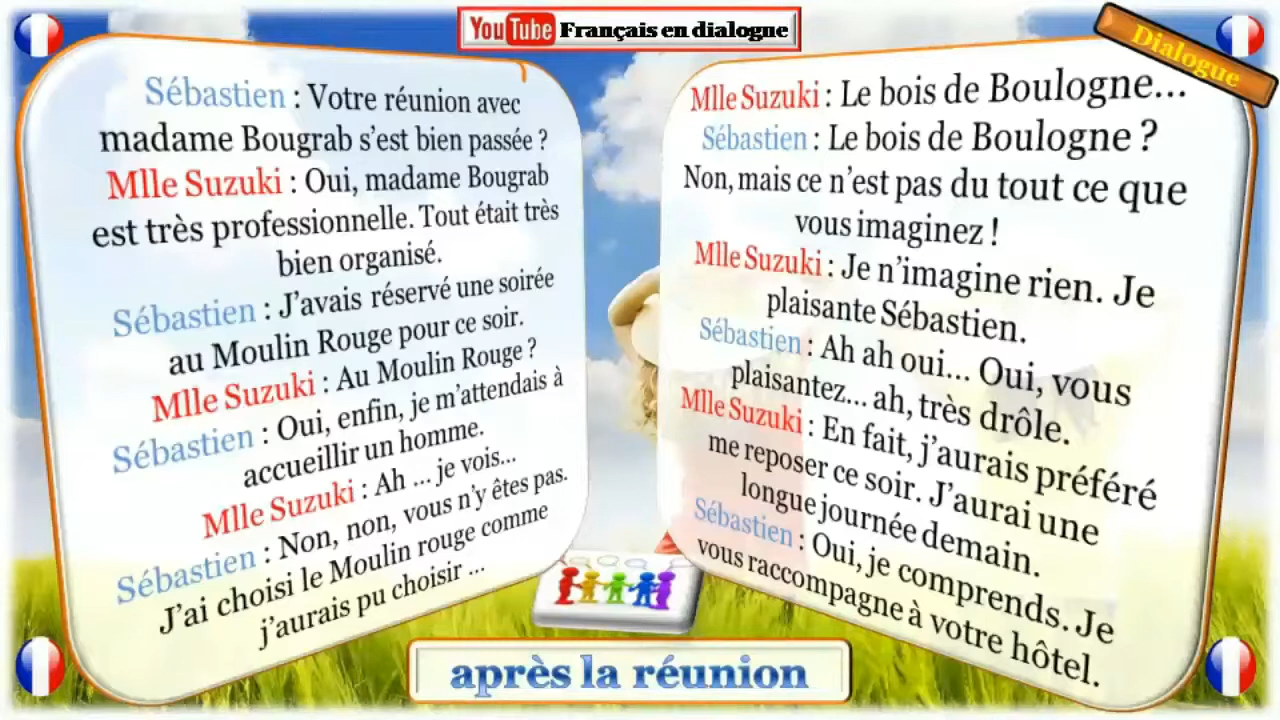 YouTube Français en dialogue
Dialogue
Sébastien : Votre réunion avec
madame Bougrab s’est bien passée ?
Mlle Suzuki : Oui, madame Bougrab
est très professionnelle. Tout était très
bien organisé.
Sébastien : J’avais réservé une soirée
au Moulin Rouge pour ce soir.
Mlle Suzuki : Au Moulin Rouge ?
Sébastien : Oui, enfin, je m’attendais à
accueillir un homme.
Mlle Suzuki : Ah ... je vois...
Sébastien : Non, non, vous n’y êtes pas.
J’ai choisi le Moulin rouge comme
j’aurais pu choisir ...
Mlle Suzuki : Le bois de Boulogne...
Sébastien : Le bois de Boulogne ?
Non, mais ce n’est pas du tout ce que
vous imaginez !
Mlle Suzuki : Je n’imagine rien. Je
plaisante Sébastien.
Sébastien : Ah ah oui... Oui, vous
plaisantez... ah, très drôle.
Mlle Suzuki : En fait, j’aurais préféré
me reposer ce soir. J’aurai une
longue journée demain.
Sébastien : Oui, je comprends. Je
vous raccompagne à votre hôtel.
après la réunion